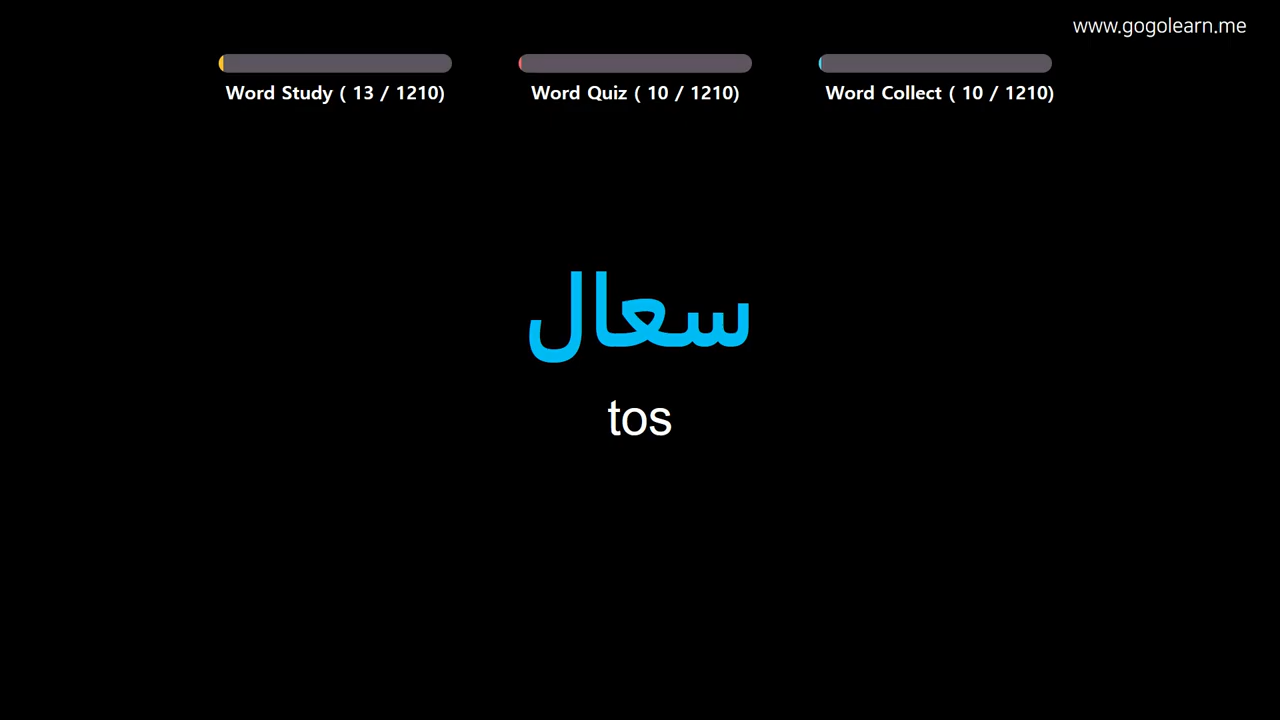 www.gogolearn.me
Word Study ( 13 / 1210)
Word Quiz ( 10 / 1210)
Word Collect ( 10 / 1210)
سعال
tos